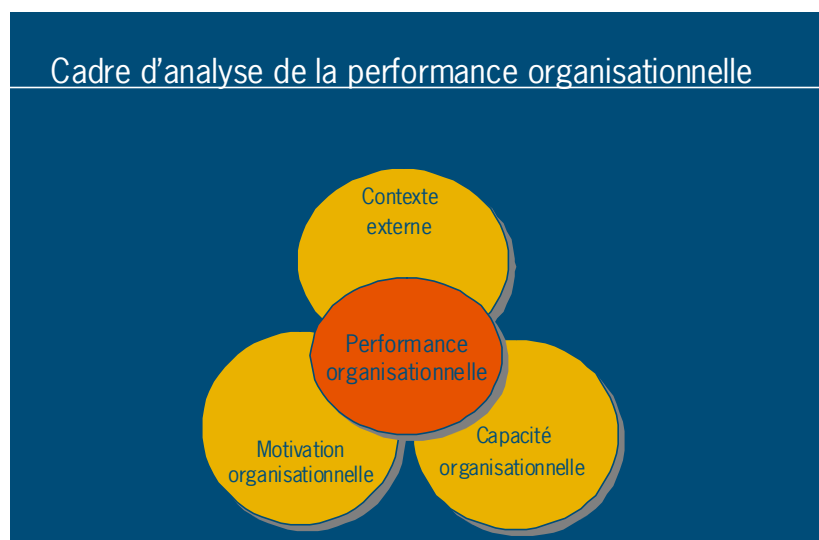 Cadre d'analyse de la performance organisationnelle
Contexte
externe
Performance
organisationnelle
Motivation
organisationnelle
Capacité
organisationnelle